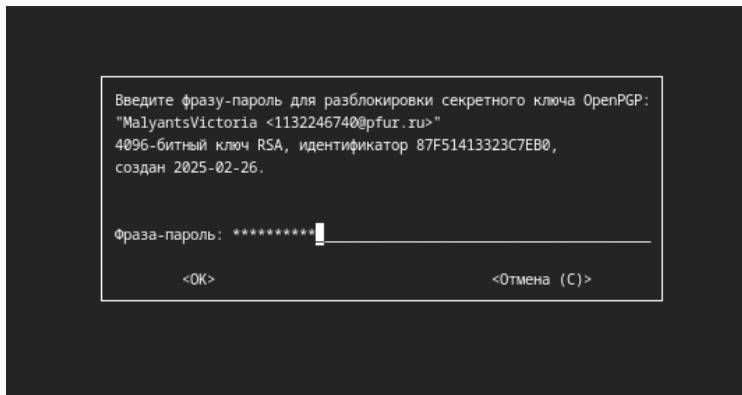 Введите фразу-пароль для разблокировки секретного ключа OpenPGP:
"MalyantsVictoria <1132246740@pfur.ru>"
4096-битный ключ RSA, идентификатор 87F51413323C7EB0,
создан 2025-02-26.
Фраза-пароль: **********
<OK> <Отмена (C)>